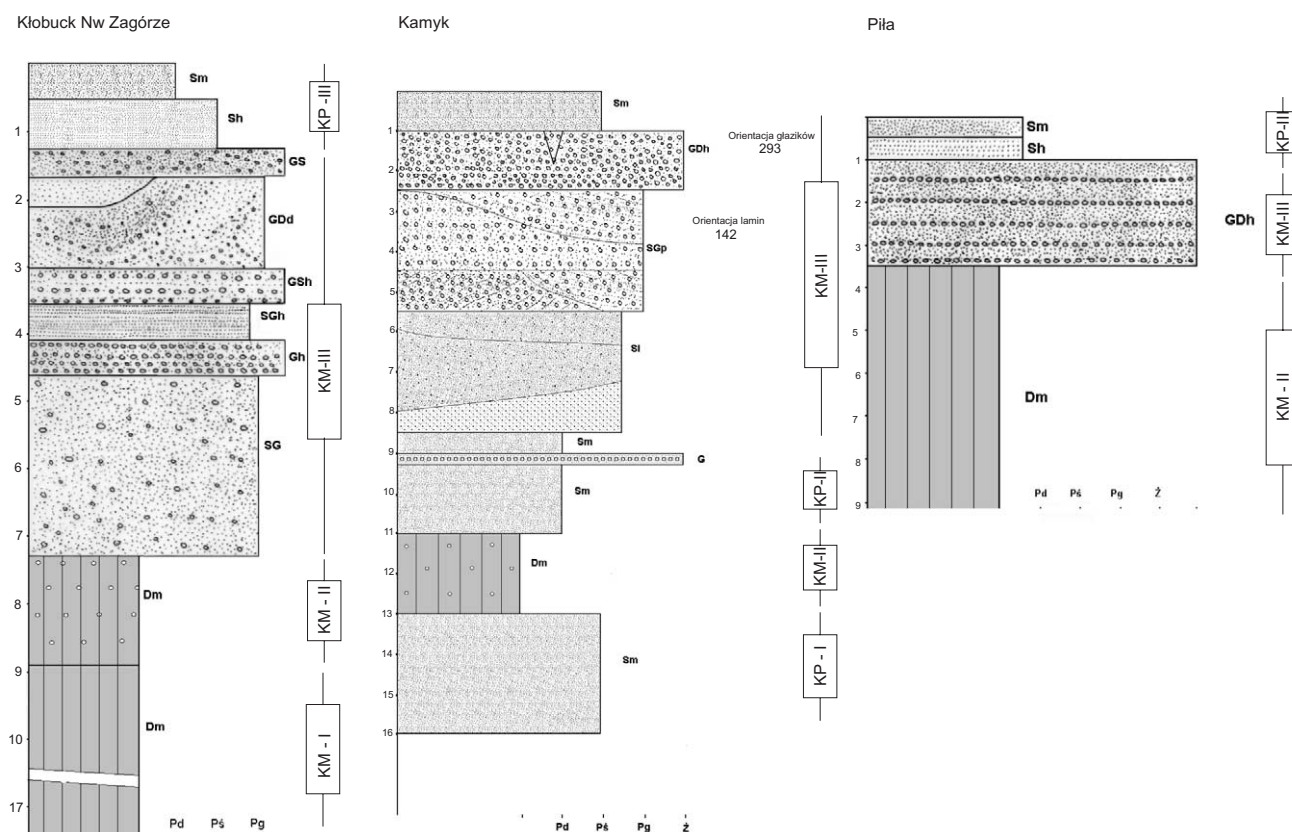 Kłobuck Nw Zagórze
Sm
Sh
1
GS
2
GDd
3
GSh
SGh
4
Gh
5
SG
6
7
Dm
8
9
Dm
10
17
Pd Pś Pg
KP -III
KM-III
KM - II
KM - I
Kamyk
Sm
1
GDh
2
Orientacja głazików
293
3
Orientacja lamin
142
SGp
4
5
6
Sl
7
8
Sm
9
G
10
Sm
11
Dm
12
13
Sm
14
15
16
Pd Pś Pg Ż
KM-III
KP-II
KM-II
KP - I
Piła
Sm
Sh
1
2
GDh
3
4
5
6
Dm
7
8
9
Pd Pś Pg Ż
KP-III
KM-III
KM - II